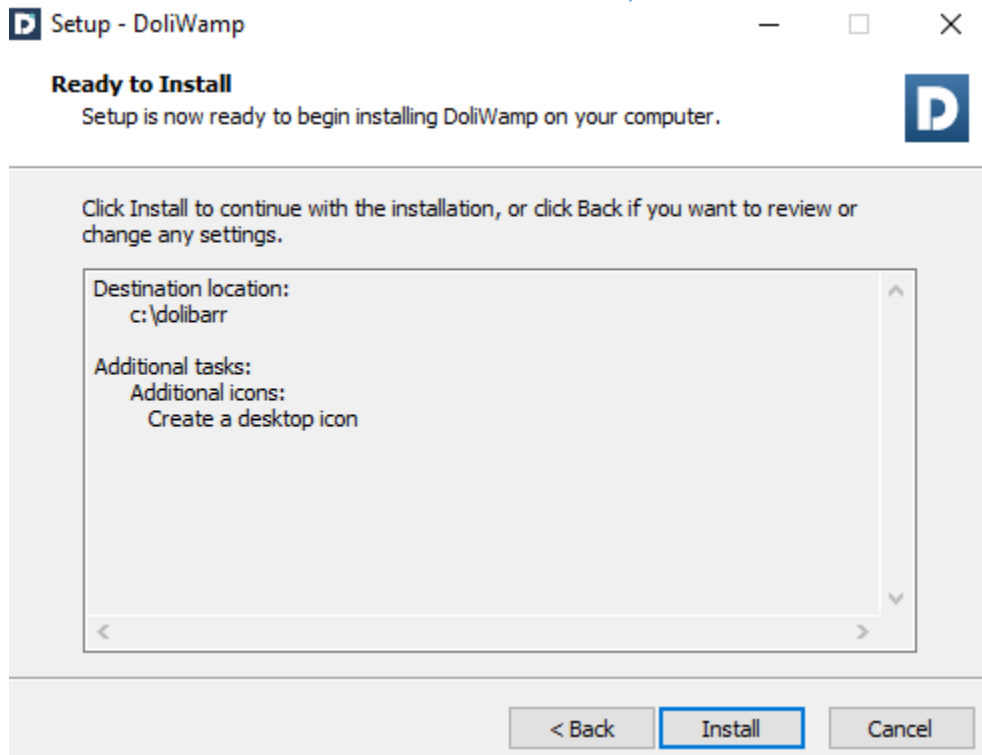 Setup - DoliWamp
Ready to Install
Setup is now ready to begin installing DoliWamp on your computer.
D
Click Install to continue with the installation, or click Back if you want to review or
change any settings.
Destination location:
c:\dolibarr
Additional tasks:
Additional icons:
Create a desktop icon
< Back Install Cancel